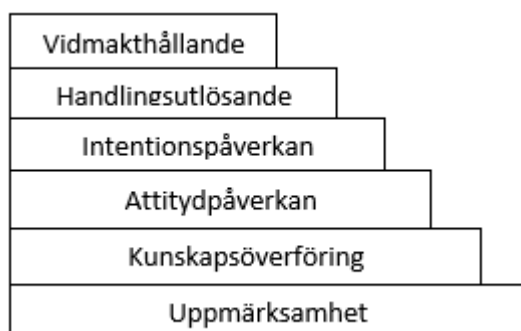 Vidmakthållande
Handlingsutlösande
Intentionspåverkan
Attitydpåverkan
Kunskapsöverföring
Uppmärksamhet